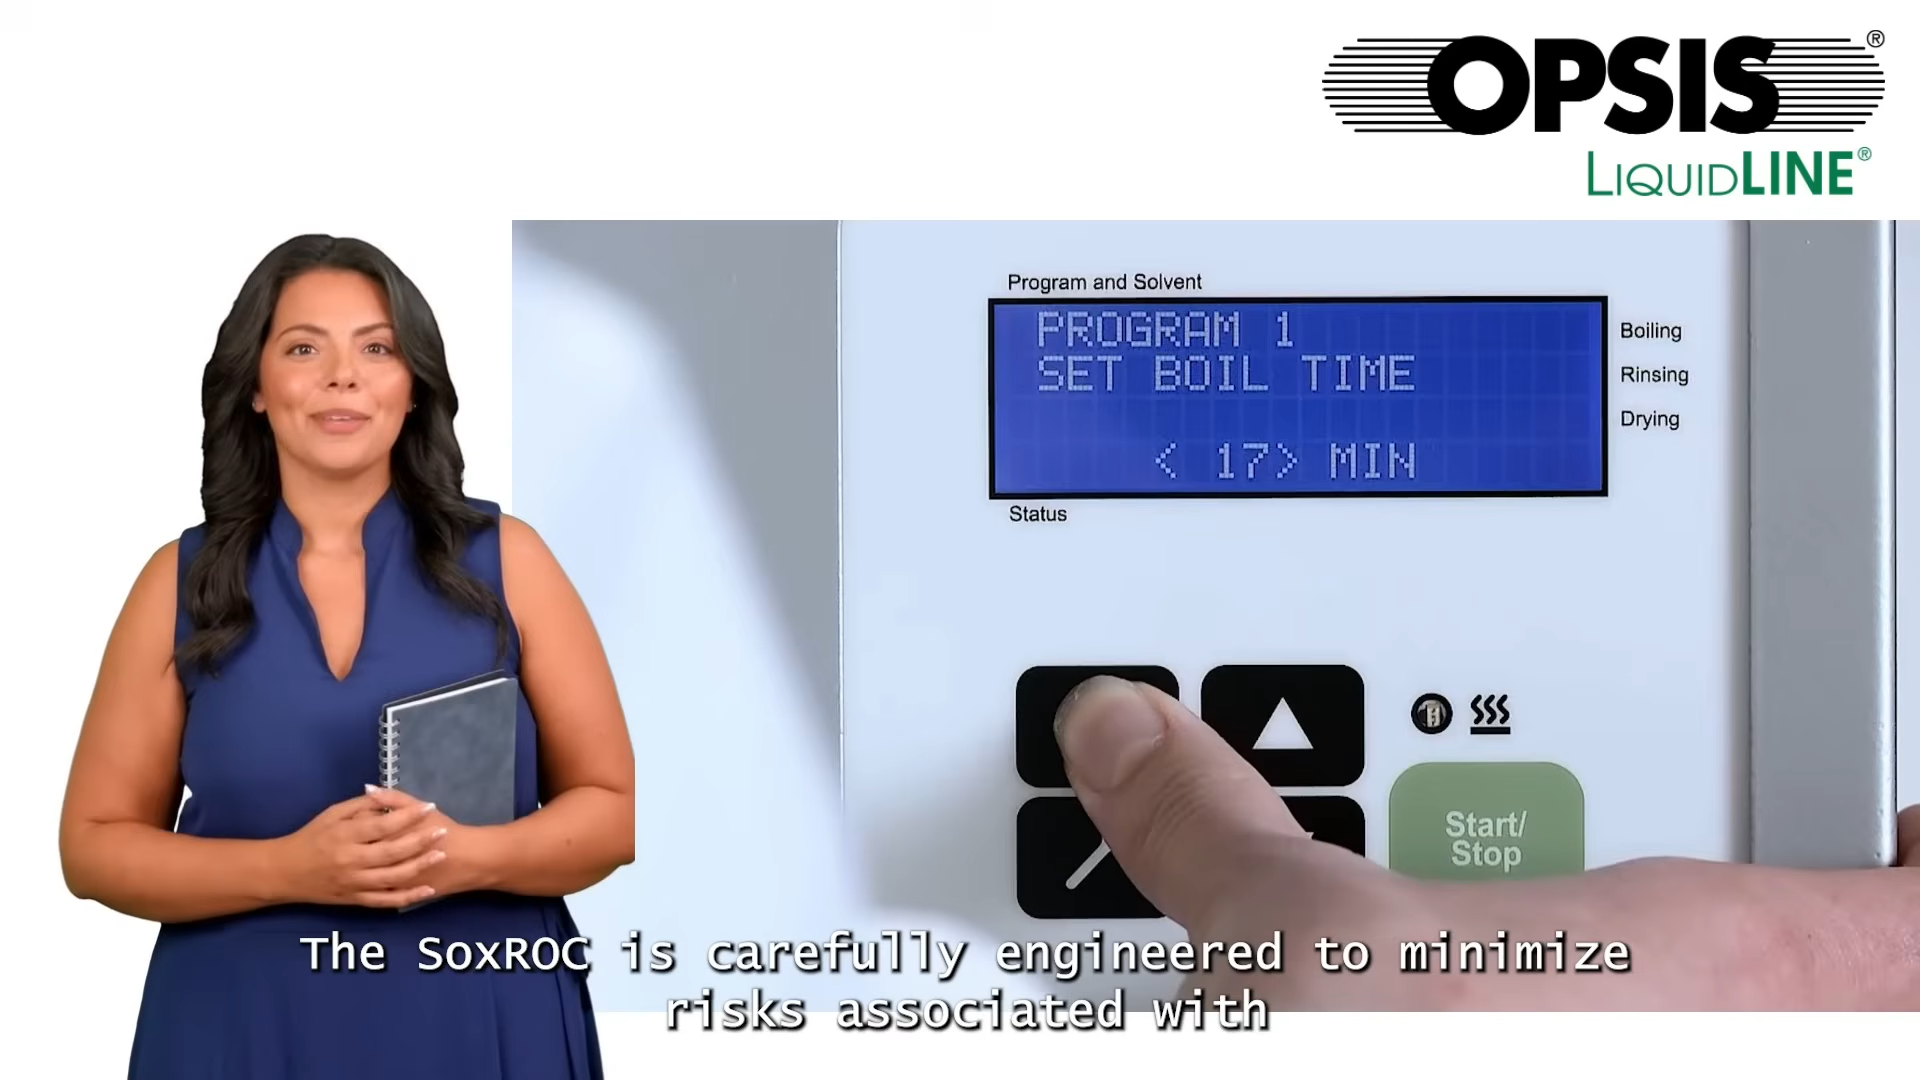 OPSIS®
LIQUIDLINE®
Program and Solvent
PROGRAM 1
SET BOIL TIME
< 17> MIN
Boiling
Rinsing
Drying
Status
Start/
Stop
The SoxROC is carefully engineered to minimize
risks associated with